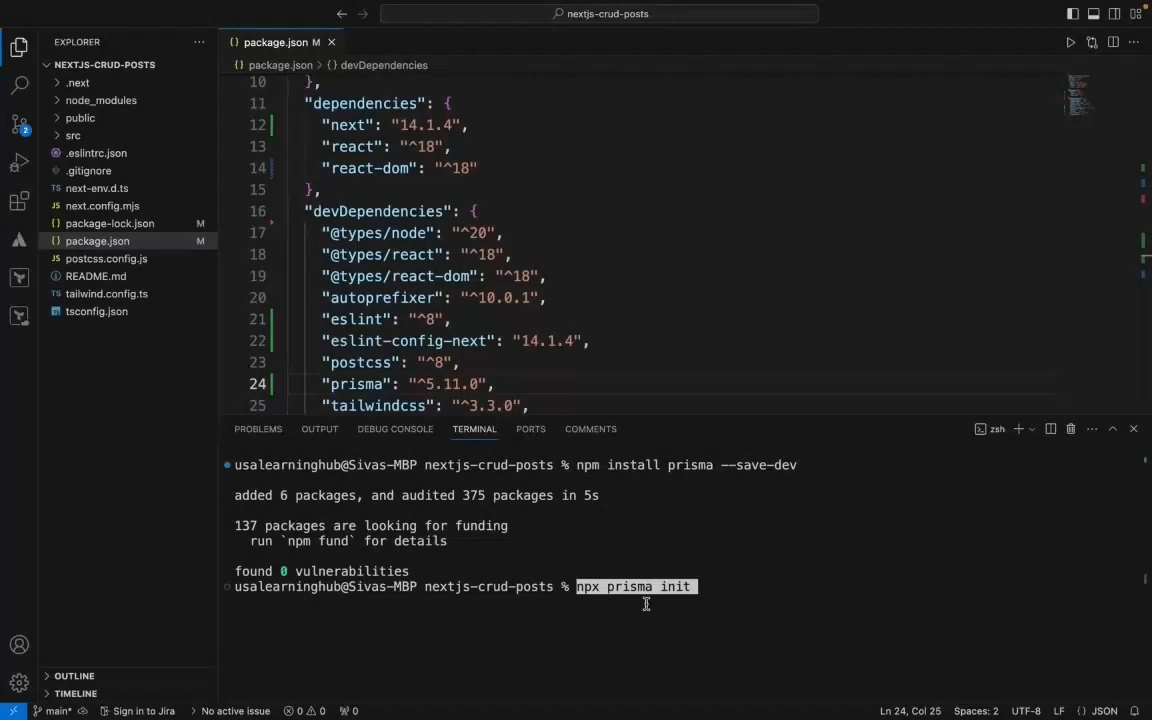 nextjs-crud-posts
EXPLORER
NEXTJS-CRUD-POSTS
.next
node_modules
public
src
.eslintrc.json
.gitignore
TS next-env.d.ts
JS next.config.mjs
{} package-lock.json M
{} package.json M
JS postcss.config.js
README.md
TS tailwind.config.ts
TS tsconfig.json
OUTLINE
TIMELINE
2
{} package.json M
{} package.json > {} devDependencies
10 },
11 "dependencies": {
12 "next": "14.1.4",
13 "react": "^18",
14 "react-dom": "^18"
15 },
16 "devDependencies": {
17 "@types/node": "^20",
18 "@types/react": "^18",
19 "@types/react-dom": "^18",
20 "autoprefixer": "^10.0.1",
21 "eslint": "^8",
22 "eslint-config-next": "14.1.4",
23 "postcss": "^8",
24 "prisma": "^5.11.0",
25 "tailwindcss": "^3.3.0",
PROBLEMS OUTPUT DEBUG CONSOLE TERMINAL PORTS COMMENTS
zsh
usalearninghub@Sivas-MBP nextjs-crud-posts % npm install prisma --save-dev
added 6 packages, and audited 375 packages in 5s
137 packages are looking for funding
run `npm fund` for details
found 0 vulnerabilities
usalearninghub@Sivas-MBP nextjs-crud-posts % npx prisma init
main* Sign in to Jira No active issue 0 0 0 Ln 24, Col 25 Spaces: 2 UTF-8 LF {} JSON